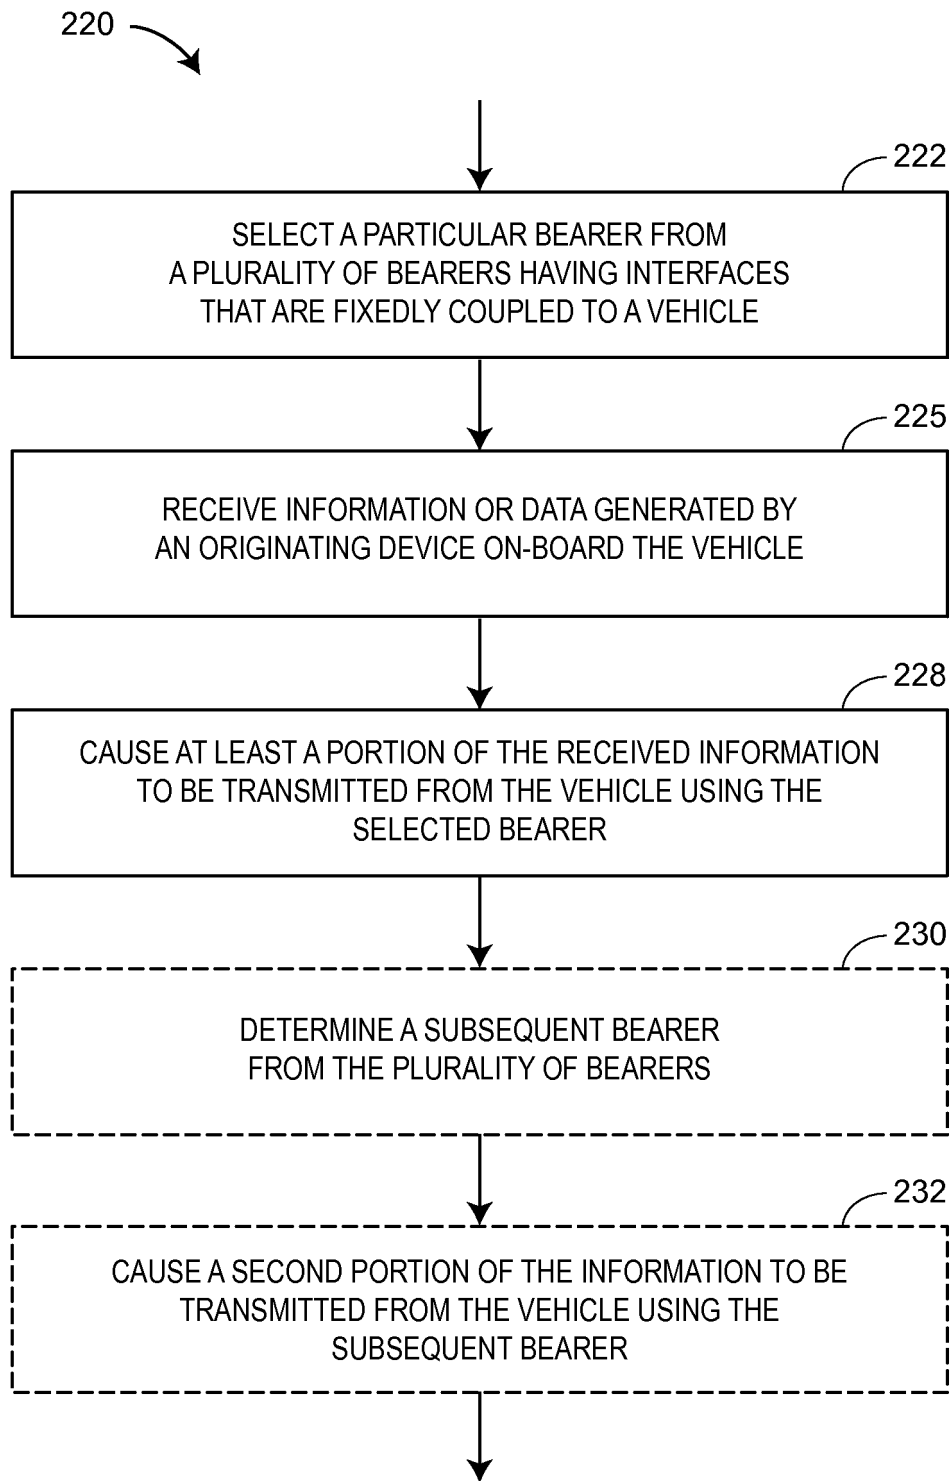 220
222
SELECT A PARTICULAR BEARER FROM
A PLURALITY OF BEARERS HAVING INTERFACES
THAT ARE FIXEDLY COUPLED TO A VEHICLE
225
RECEIVE INFORMATION OR DATA GENERATED BY
AN ORIGINATING DEVICE ON-BOARD THE VEHICLE
228
CAUSE AT LEAST A PORTION OF THE RECEIVED INFORMATION
TO BE TRANSMITTED FROM THE VEHICLE USING THE
SELECTED BEARER
230
DETERMINE A SUBSEQUENT BEARER
FROM THE PLURALITY OF BEARERS
232
CAUSE A SECOND PORTION OF THE INFORMATION TO BE
TRANSMITTED FROM THE VEHICLE USING THE
SUBSEQUENT BEARER